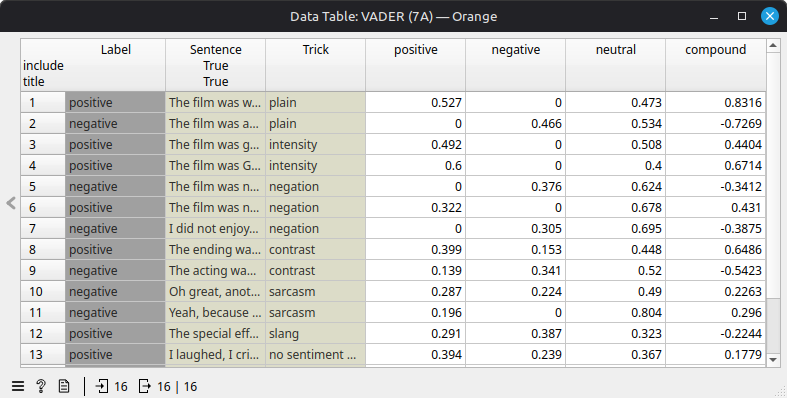 Data Table: VADER (7A) — Orange
Label Sentence Trick positive negative neutral compound
include True
title True
1 positive The film was w... plain 0.527 0 0.473 0.8316
2 negative The film was a... plain 0 0.466 0.534 -0.7269
3 positive The film was g... intensity 0.492 0 0.508 0.4404
4 positive The film was G... intensity 0.6 0 0.4 0.6714
5 negative The film was n... negation 0 0.376 0.624 -0.3412
6 positive The film was n... negation 0.322 0 0.678 0.431
7 negative I did not enjoy... negation 0 0.305 0.695 -0.3875
8 positive The ending wa... contrast 0.399 0.153 0.448 0.6486
9 negative The acting wa... contrast 0.139 0.341 0.52 -0.5423
10 negative Oh great, anot... sarcasm 0.287 0.224 0.49 0.2263
11 negative Yeah, because ... sarcasm 0.196 0 0.804 0.296
12 positive The special eff... slang 0.291 0.387 0.323 -0.2244
13 positive I laughed, I cri... no sentiment ... 0.394 0.239 0.367 0.1779
16 16 | 16